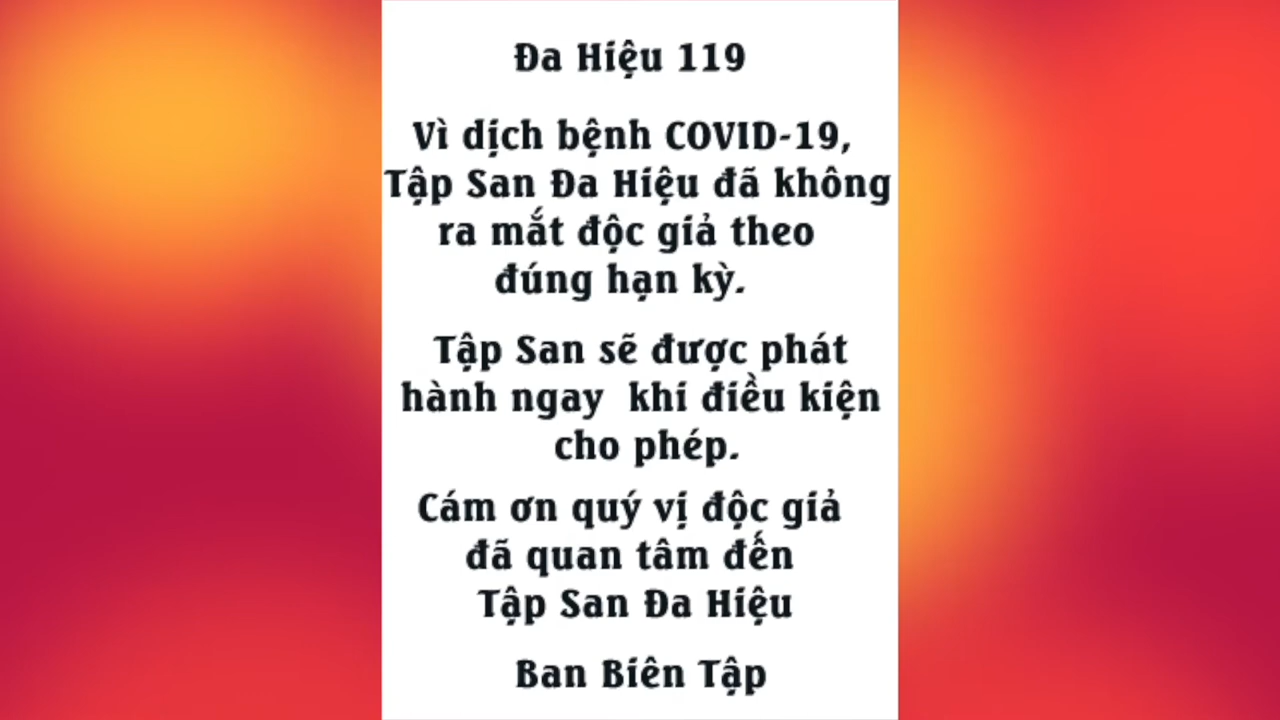 Đa Hiệu 119
Vì dịch bệnh COVID-19,
Tập San Đa Hiệu đã không
ra mắt độc giả theo
đúng hạn kỳ.
Tập San sẽ được phát
hành ngay khi điều kiện
cho phép.
Cám ơn quý vị độc giả
đã quan tâm đến
Tập San Đa Hiệu
Ban Biên Tập